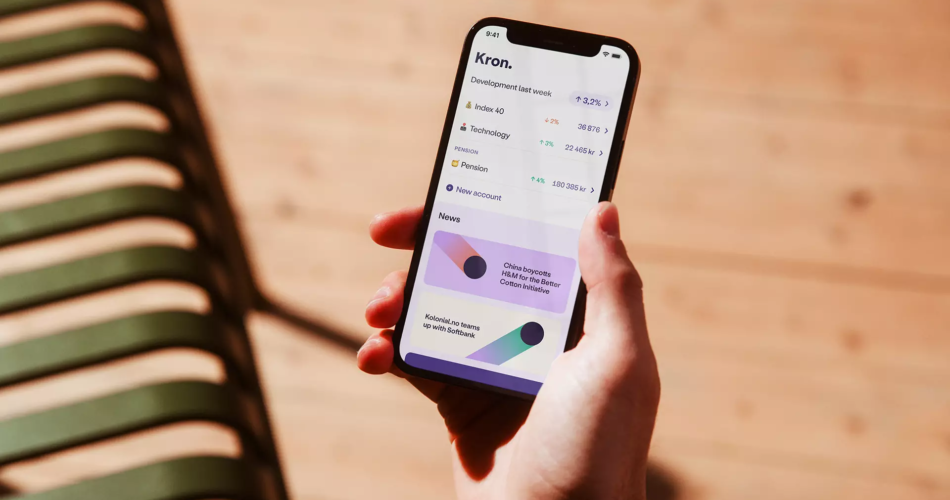 9:41
Kron.
Development last week ↑ 3,2% >
Index 40 ↓ 2% 36 876 >
Technology ↑ 3% 22 465 kr >
PENSION
Pension ↑ 4% 180 385 kr >
New account
News
China boycotts
H&M for the Better
Cotton Initiative
Kolonial.no teams
up with Softbank